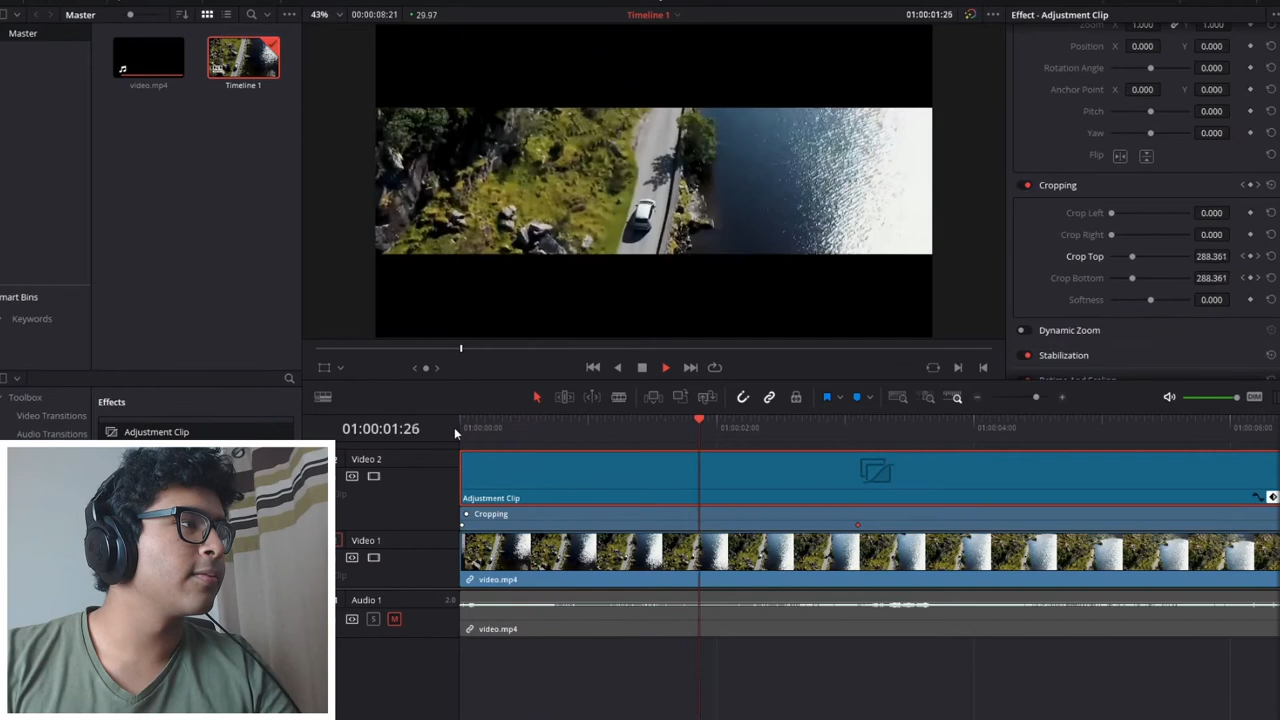 Master
43%
00:00:08:21
29.97
Timeline 1
01:00:01:26
Effect - Adjustment Clip
Master
video.mp4
Timeline 1
Zoom 1.000 1.000
Position X 0.000 Y 0.000
Rotation Angle 0.000
Anchor Point X 0.000 Y 0.000
Pitch 0.000
Yaw 0.000
Flip
Cropping
Crop Left 0.000
Crop Right 0.000
Crop Top 288.361
Crop Bottom 288.361
Softness 0.000
Dynamic Zoom
Stabilization
mart Bins
Keywords
Toolbox
Video Transitions
Audio Transitions
Effects
Adjustment Clip
DIM
01:00:01:26
01:00:00:00
01:00:02:00
01:00:04:00
01:00:06:00
Video 2
Adjustment Clip
Cropping
Video 1
video.mp4
Audio 1 2.0
S M
video.mp4